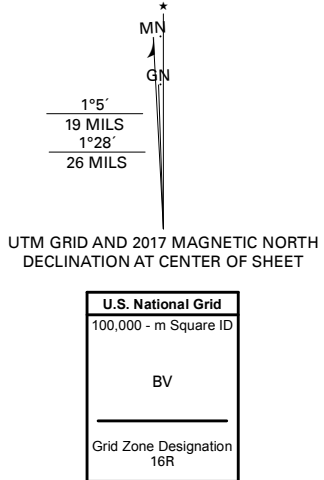 MN
GN
1°5´
19 MILS
1°28´
26 MILS
UTM GRID AND 2017 MAGNETIC NORTH
DECLINATION AT CENTER OF SHEET
U.S. National Grid
100,000 - m Square ID
BV
Grid Zone Designation
16R